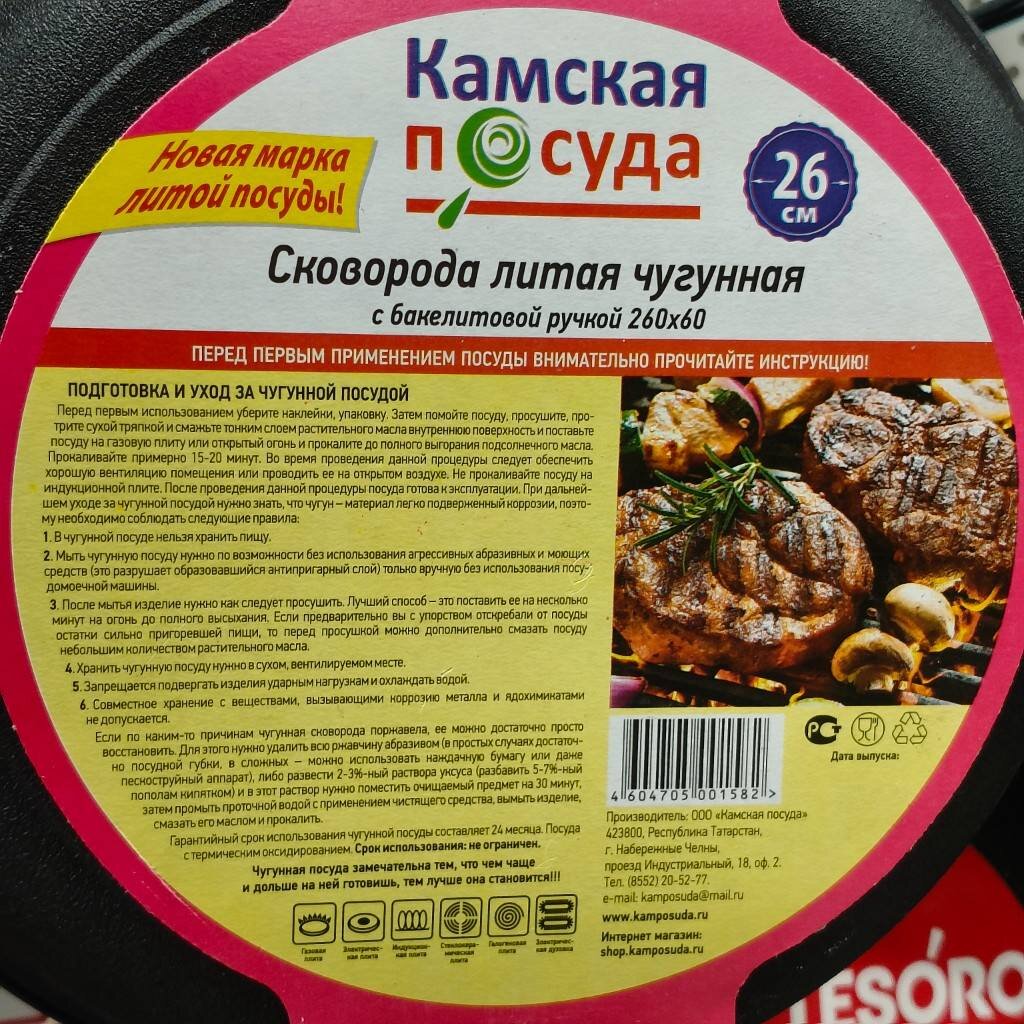 Камская
посуда
Новая марка
литой посуды!
26
см
Сковорода литая чугунная
с бакелитовой ручкой 260х60
ПЕРЕД ПЕРВЫМ ПРИМЕНЕНИЕМ ПОСУДЫ ВНИМАТЕЛЬНО ПРОЧИТАЙТЕ ИНСТРУКЦИЮ!
ПОДГОТОВКА И УХОД ЗА ЧУГУННОЙ ПОСУДОЙ
Перед первым использованием уберите наклейки, упаковку. Затем помойте посуду, просушите, про-
трите сухой тряпкой и смажьте тонким слоем растительного масла внутреннюю поверхность и поставьте
посуду на газовую плиту или открытый огонь и прокалите до полного выгорания подсолнечного масла.
Прокаливайте примерно 15-20 минут. Во время проведения данной процедуры следует обеспечить
хорошую вентиляцию помещения или проводить ее на открытом воздухе. Не прокаливайте посуду на
индукционной плите. После проведения данной процедуры посуда готова к эксплуатации. При дальней-
шем уходе за чугунной посудой нужно знать, что чугун – материал легко подверженный коррозии, поэто-
му необходимо соблюдать следующие правила:
1. В чугунной посуде нельзя хранить пищу.
2. Мыть чугунную посуду нужно по возможности без использования агрессивных абразивных и моющих
средств (это разрушает образовавшийся антипригарный слой) только вручную без использования посу-
домоечной машины.
3. После мытья изделие нужно как следует просушить. Лучший способ – это поставить ее на несколько
минут на огонь до полного высыхания. Если предварительно вы с упорством отскребали от посуды
остатки сильно пригоревшей пищи, то перед просушкой можно дополнительно смазать посуду
небольшим количеством растительного масла.
4. Хранить чугунную посуду нужно в сухом, вентилируемом месте.
5. Запрещается подвергать изделия ударным нагрузкам и охлаждать водой.
6. Совместное хранение с веществами, вызывающими коррозию металла и ядохимикатами
не допускается.
Если по каким-то причинам чугунная сковорода поржавела, ее можно достаточно просто
восстановить. Для этого нужно удалить всю ржавчину абразивом (в простых случаях достаточ-
но посудной губки, в сложных – можно использовать наждачную бумагу или даже
пескоструйный аппарат), либо развести 2-3%-ный раствора уксуса (разбавить 5-7%-ный
пополам кипятком) и в этот раствор нужно поместить очищаемый предмет на 30 минут,
затем промыть проточной водой с применением чистящего средства, вымыть изделие,
смазать его маслом и прокалить.
Гарантийный срок использования чугунной посуды составляет 24 месяца. Посуда
с термическим оксидированием. Срок использования: не ограничен.
Чугунная посуда замечательна тем, что чем чаще
и дольше на ней готовишь, тем лучше она становится!!!
Газовая
плита
Электричес-
кая плита
Индукцион-
ная плита
Стеклокера-
мическая
плита
Галогеновая
плита
Электричес-
кая духовка
4 604705 001582 >
РСТ
Дата выпуска:
Производитель: ООО «Камская посуда»
423800, Республика Татарстан,
г. Набережные Челны,
проезд Индустриальный, 18, оф. 2.
Тел. (8552) 20-52-77.
e-mail: kamposuda@mail.ru
www.kamposuda.ru
Интернет магазин:
shop.kamposuda.ru
TESÓRO